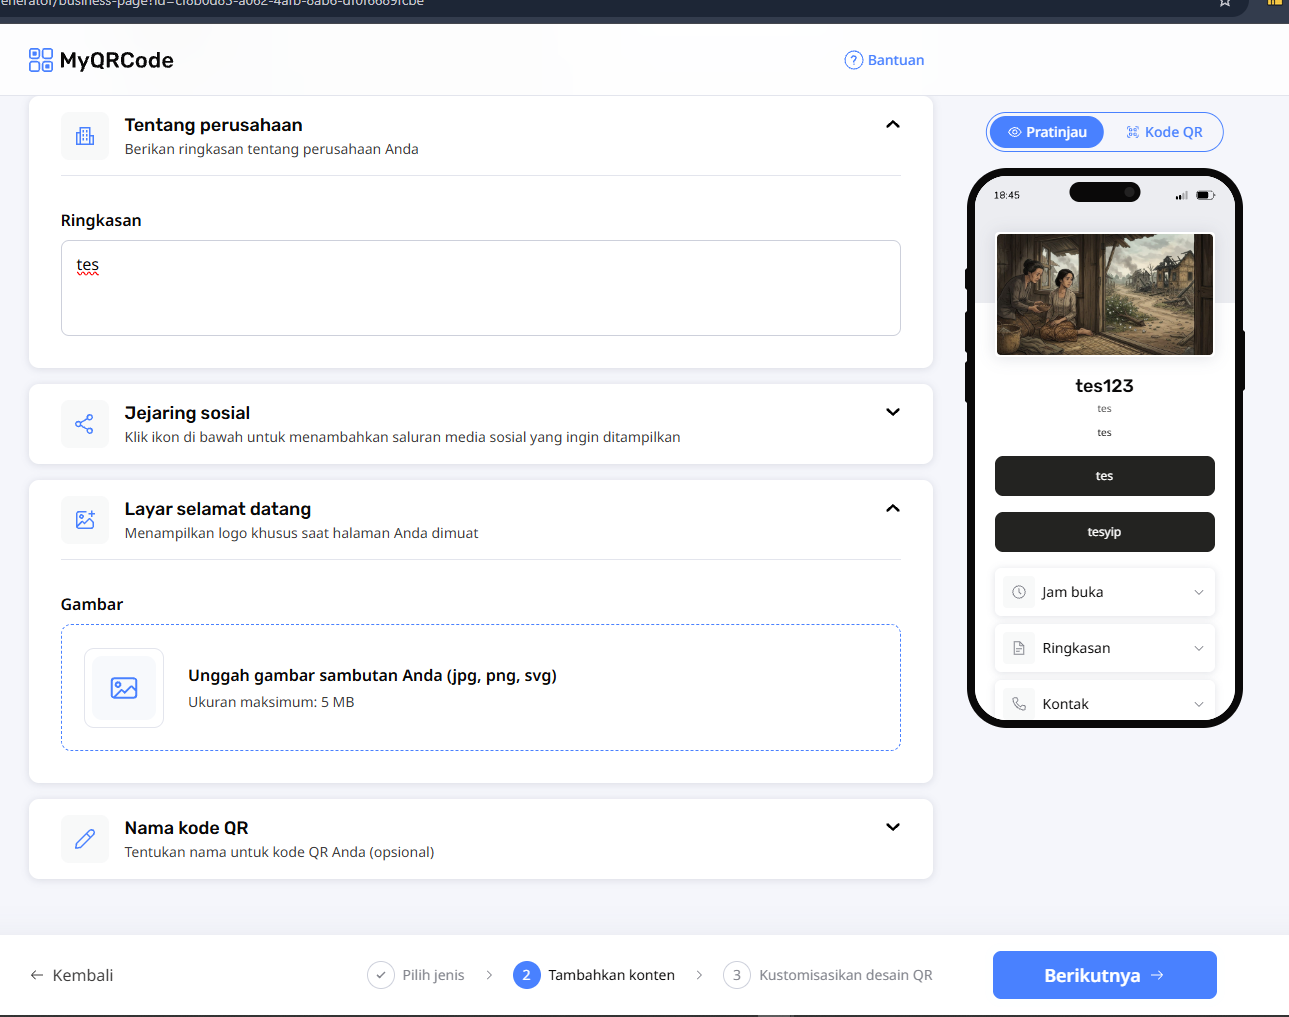 MyQRCode
Bantuan
Tentang perusahaan
Berikan ringkasan tentang perusahaan Anda
Ringkasan
tes
Jejaring sosial
Klik ikon di bawah untuk menambahkan saluran media sosial yang ingin ditampilkan
Layar selamat datang
Menampilkan logo khusus saat halaman Anda dimuat
Gambar
Unggah gambar sambutan Anda (jpg, png, svg)
Ukuran maksimum: 5 MB
Nama kode QR
Tentukan nama untuk kode QR Anda (opsional)
Pratinjau
Kode QR
18:45
tes123
tes
tes
tes
tesyip
Jam buka
Ringkasan
Kontak
Kembali
Pilih jenis
2 Tambahkan konten
3 Kustomisasikan desain QR
Berikutnya